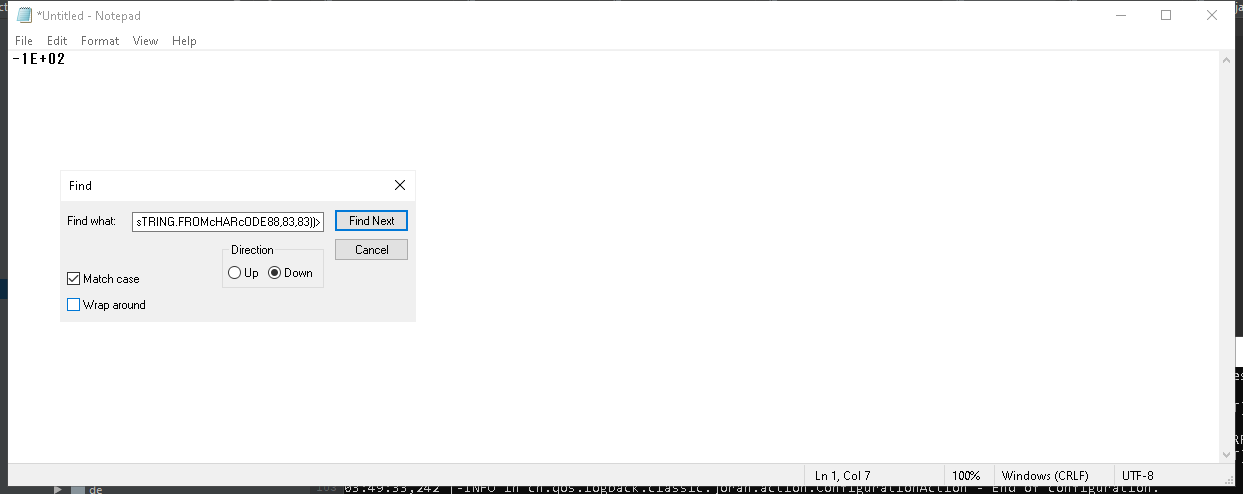 *Untitled - Notepad
File Edit Format View Help
-1E+02
Find
Find what: sTRING.FROMcHARcODE88,83,83))> Find Next
Direction Cancel
Up Down
Match case
Wrap around
Ln 1, Col 7 100% Windows (CRLF) UTF-8
de 03:49:33,242 |-INFO in ch.qos.logback.classic.joran.action.ConfigurationAction - End of configuration.